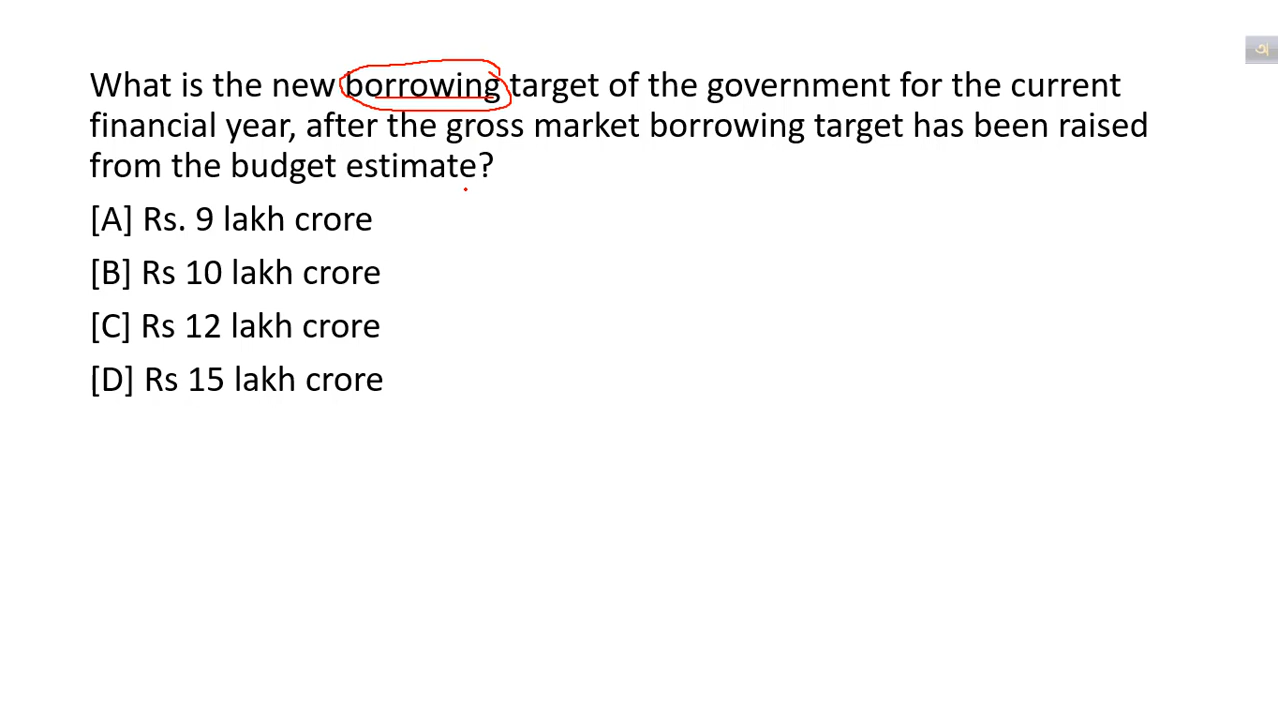 What is the new borrowing target of the government for the current
financial year, after the gross market borrowing target has been raised
from the budget estimate?
[A] Rs. 9 lakh crore
[B] Rs 10 lakh crore
[C] Rs 12 lakh crore
[D] Rs 15 lakh crore